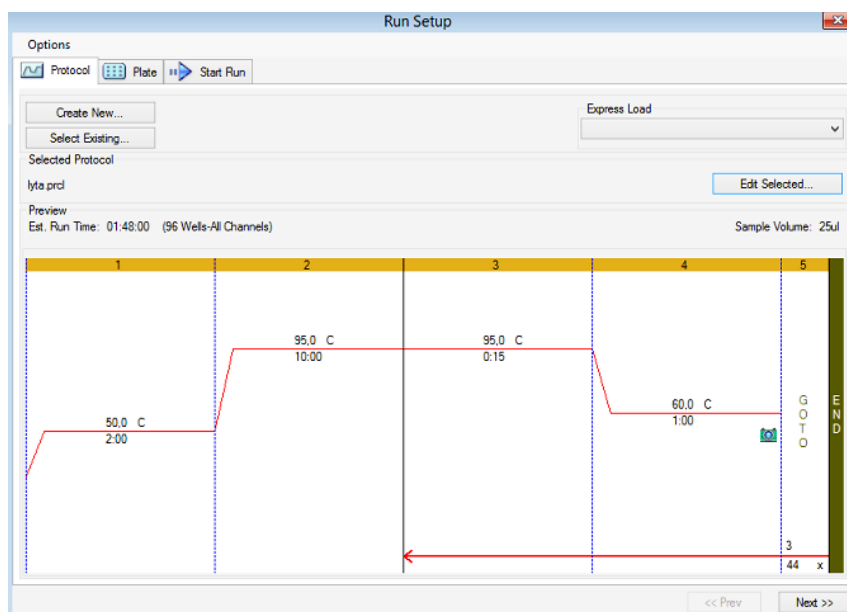 Run Setup
Options
Protocol Plate Start Run
Create New...
Express Load
Select Existing...
Selected Protocol
lyta.prcl
Edit Selected...
Preview
Est. Run Time: 01:48:00 (96 Wells-All Channels) Sample Volume: 25ul
1 2 3 4 5
95,0 C 95,0 C
10:00 0:15
60,0 C
1:00
50,0 C
2:00
GOTO
END
3
44 x
<< Prev Next >>